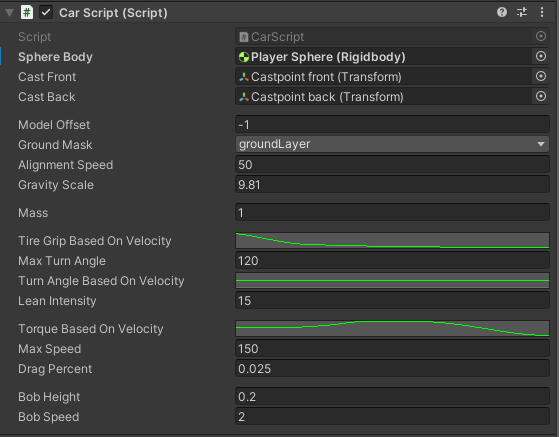 Car Script (Script)
Script CarScript
Sphere Body Player Sphere (Rigidbody)
Cast Front Castpoint front (Transform)
Cast Back Castpoint back (Transform)
Model Offset -1
Ground Mask groundLayer
Alignment Speed 50
Gravity Scale 9.81
Mass 1
Tire Grip Based On Velocity
Max Turn Angle 120
Turn Angle Based On Velocity
Lean Intensity 15
Torque Based On Velocity
Max Speed 150
Drag Percent 0.025
Bob Height 0.2
Bob Speed 2